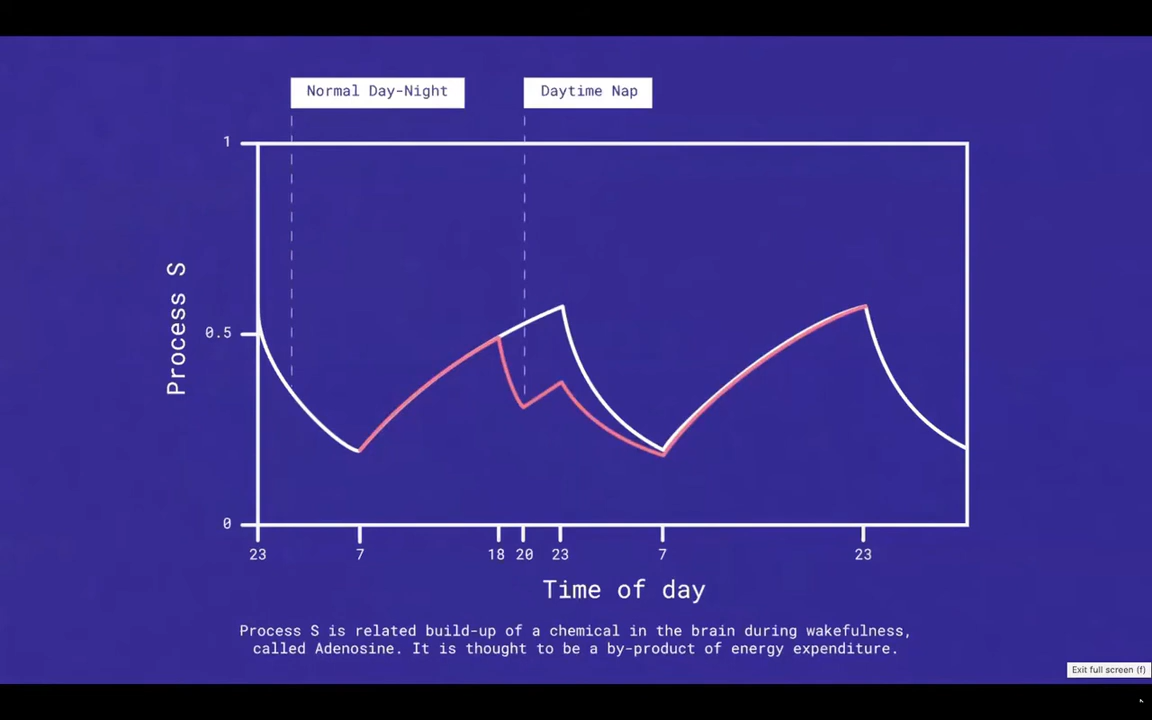 Normal Day-Night
Daytime Nap
1
0.5
0
Process S
23 7 18 20 23 7 23
Time of day
Process S is related build-up of a chemical in the brain during wakefulness,
called Adenosine. It is thought to be a by-product of energy expenditure.
Exit full screen (f)